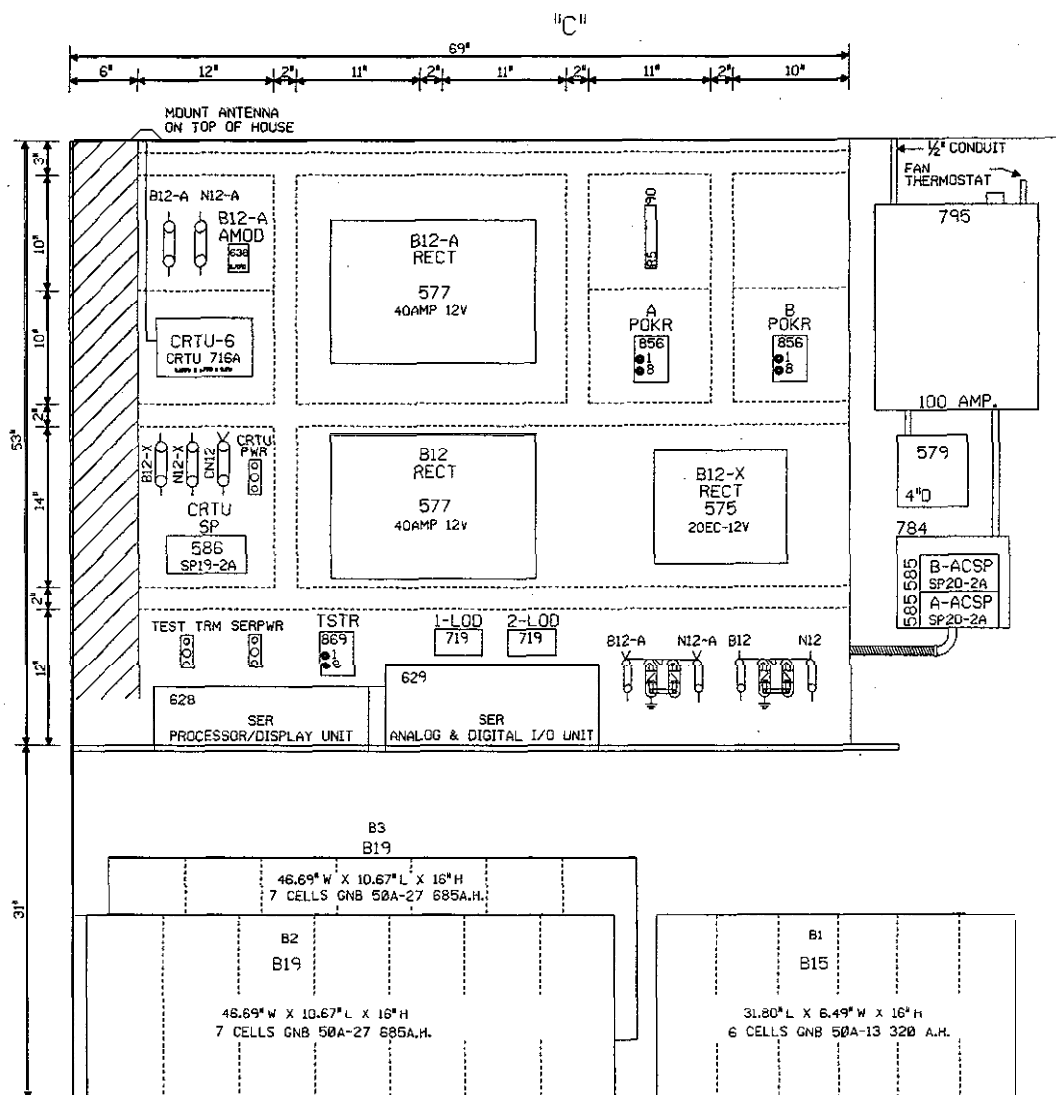 "C"
69"
6" 12" 2" 11" 2" 11" 2" 11" 2" 10"
MOUNT ANTENNA
ON TOP OF HOUSE
1/2" CONDUIT
FAN
THERMOSTAT
3"
10"
10"
2"
53"
14"
2"
12"
31"
B12-A N12-A
B12-A
AMOD
638
B12-A
RECT
577
40AMP 12V
90
85
795
100 AMP.
CRTU-6
CRTU 716A
A
POKR
856
1
8
B
POKR
856
1
8
B12-X
N12-X
CN12
CRTU
PWR
CRTU
SP
586
SP19-2A
B12
RECT
577
40AMP 12V
B12-X
RECT
575
20EC-12V
579
4"D
784
585
B-ACSP
SP20-2A
585
A-ACSP
SP20-2A
TEST TRM SERPWR
TSTR
869
1
1-LOD
719
2-LOD
719
B12-A N12-A B12 N12
628
SER
PROCESSOR/DISPLAY UNIT
629
SER
ANALOG & DIGITAL I/O UNIT
B3
B19
46.69" W X 10.67" L X 16" H
7 CELLS GNB 50A-27 685A.H.
B2
B19
46.69" W X 10.67" L X 16" H
7 CELLS GNB 50A-27 685A.H.
B1
B15
31.80" L X 6.49" W X 16" H
6 CELLS GNB 50A-13 320 A.H.